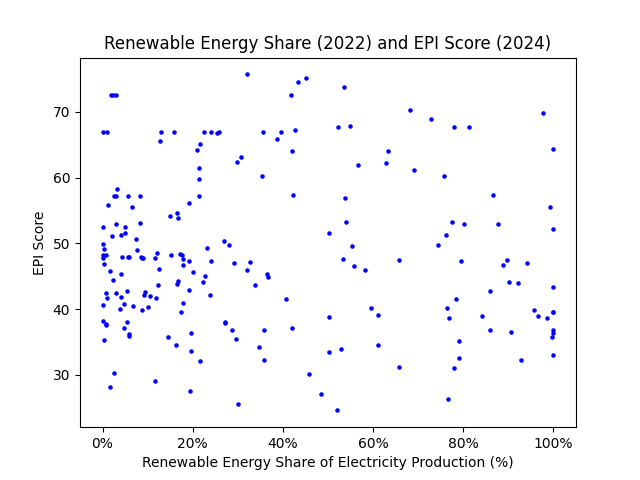 Renewable Energy Share (2022) and EPI Score (2024)
70
60
50
40
30
EPI Score
0% 20% 40% 60% 80% 100%
Renewable Energy Share of Electricity Production (%)